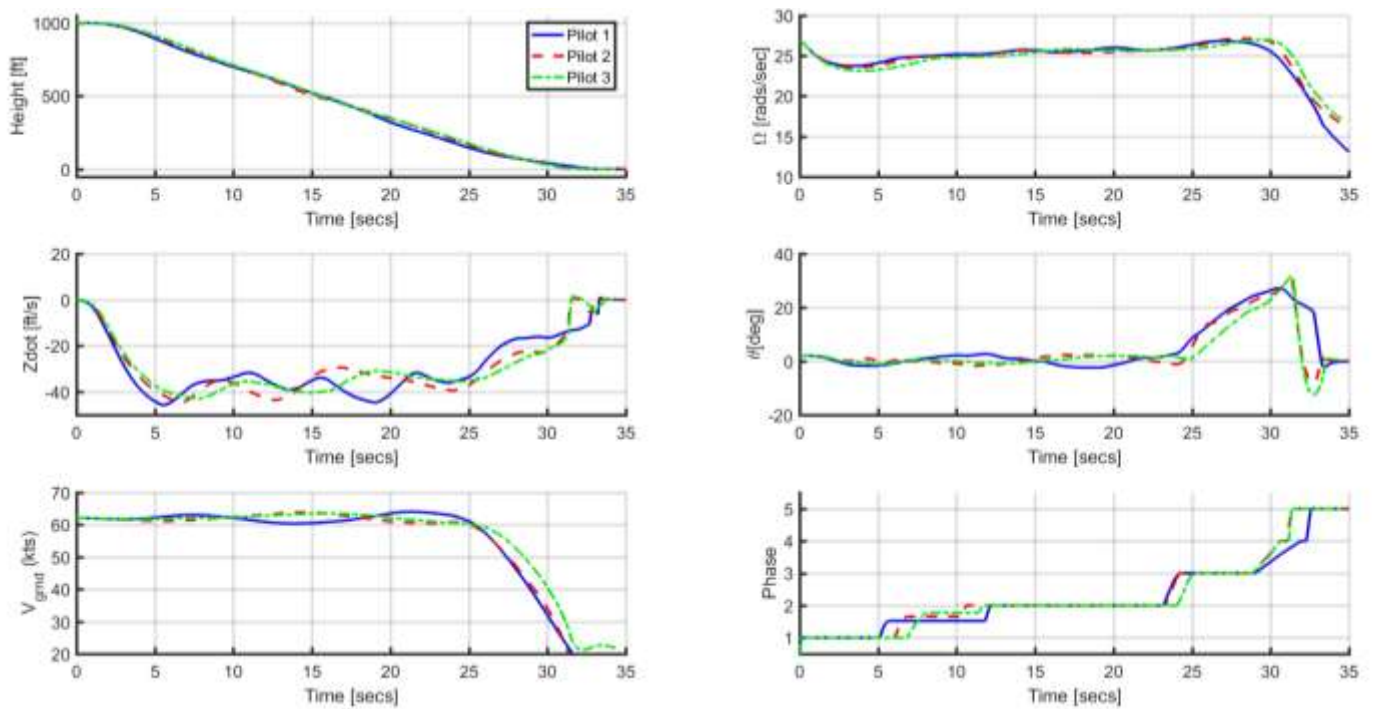 Height [ft]
1000
500
0
Pilot 1
Pilot 2
Pilot 3
0 5 10 15 20 25 30 35
Time [secs]
Ω [rads/sec]
30
25
20
15
10
0 5 10 15 20 25 30 35
Time [secs]
Zdot [ft/s]
20
0
-20
-40
0 5 10 15 20 25 30 35
Time [secs]
θ[deg]
40
20
0
-20
0 5 10 15 20 25 30 35
Time [secs]
V grnd (kts)
70
60
50
40
30
20
0 5 10 15 20 25 30 35
Time [secs]
Phase
5
4
3
2
1
0 5 10 15 20 25 30 35
Time [secs]